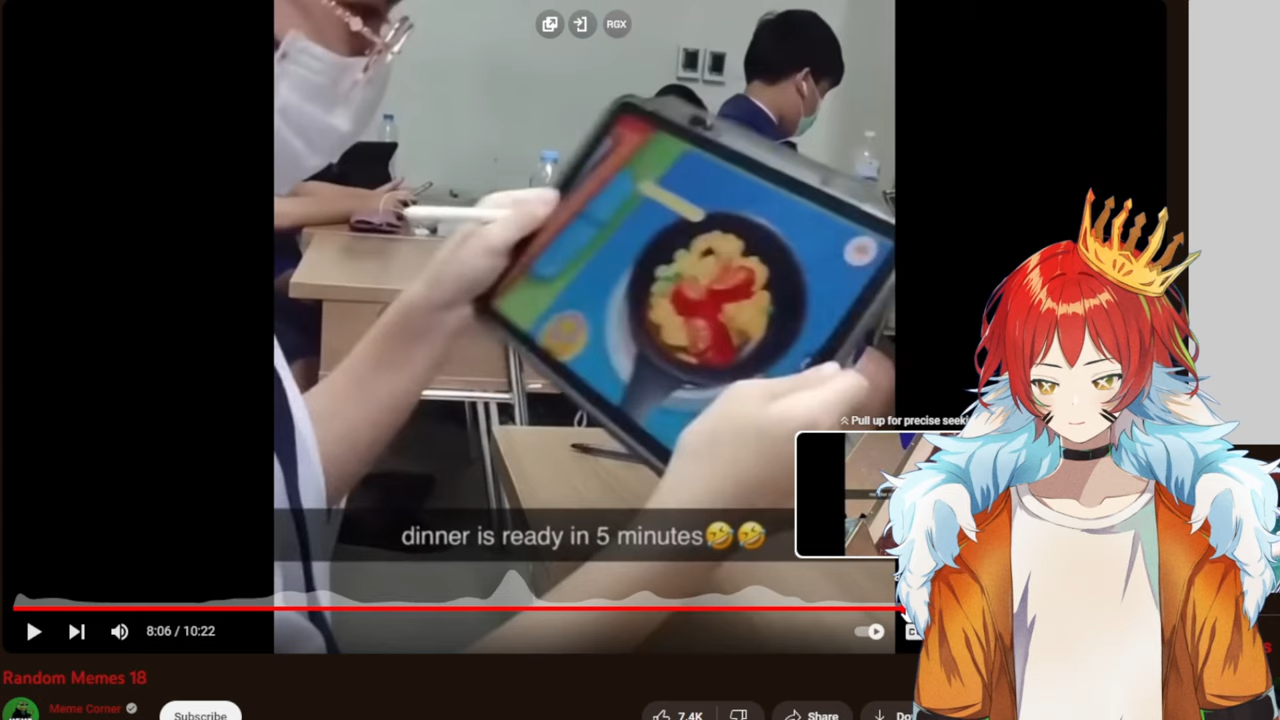 RGX
Pull up for precise seeki
dinner is ready in 5 minutes🤣🤣
8:06 / 10:22
Random Memes 18
Meme Corner
Subscribe
7.4K
Share